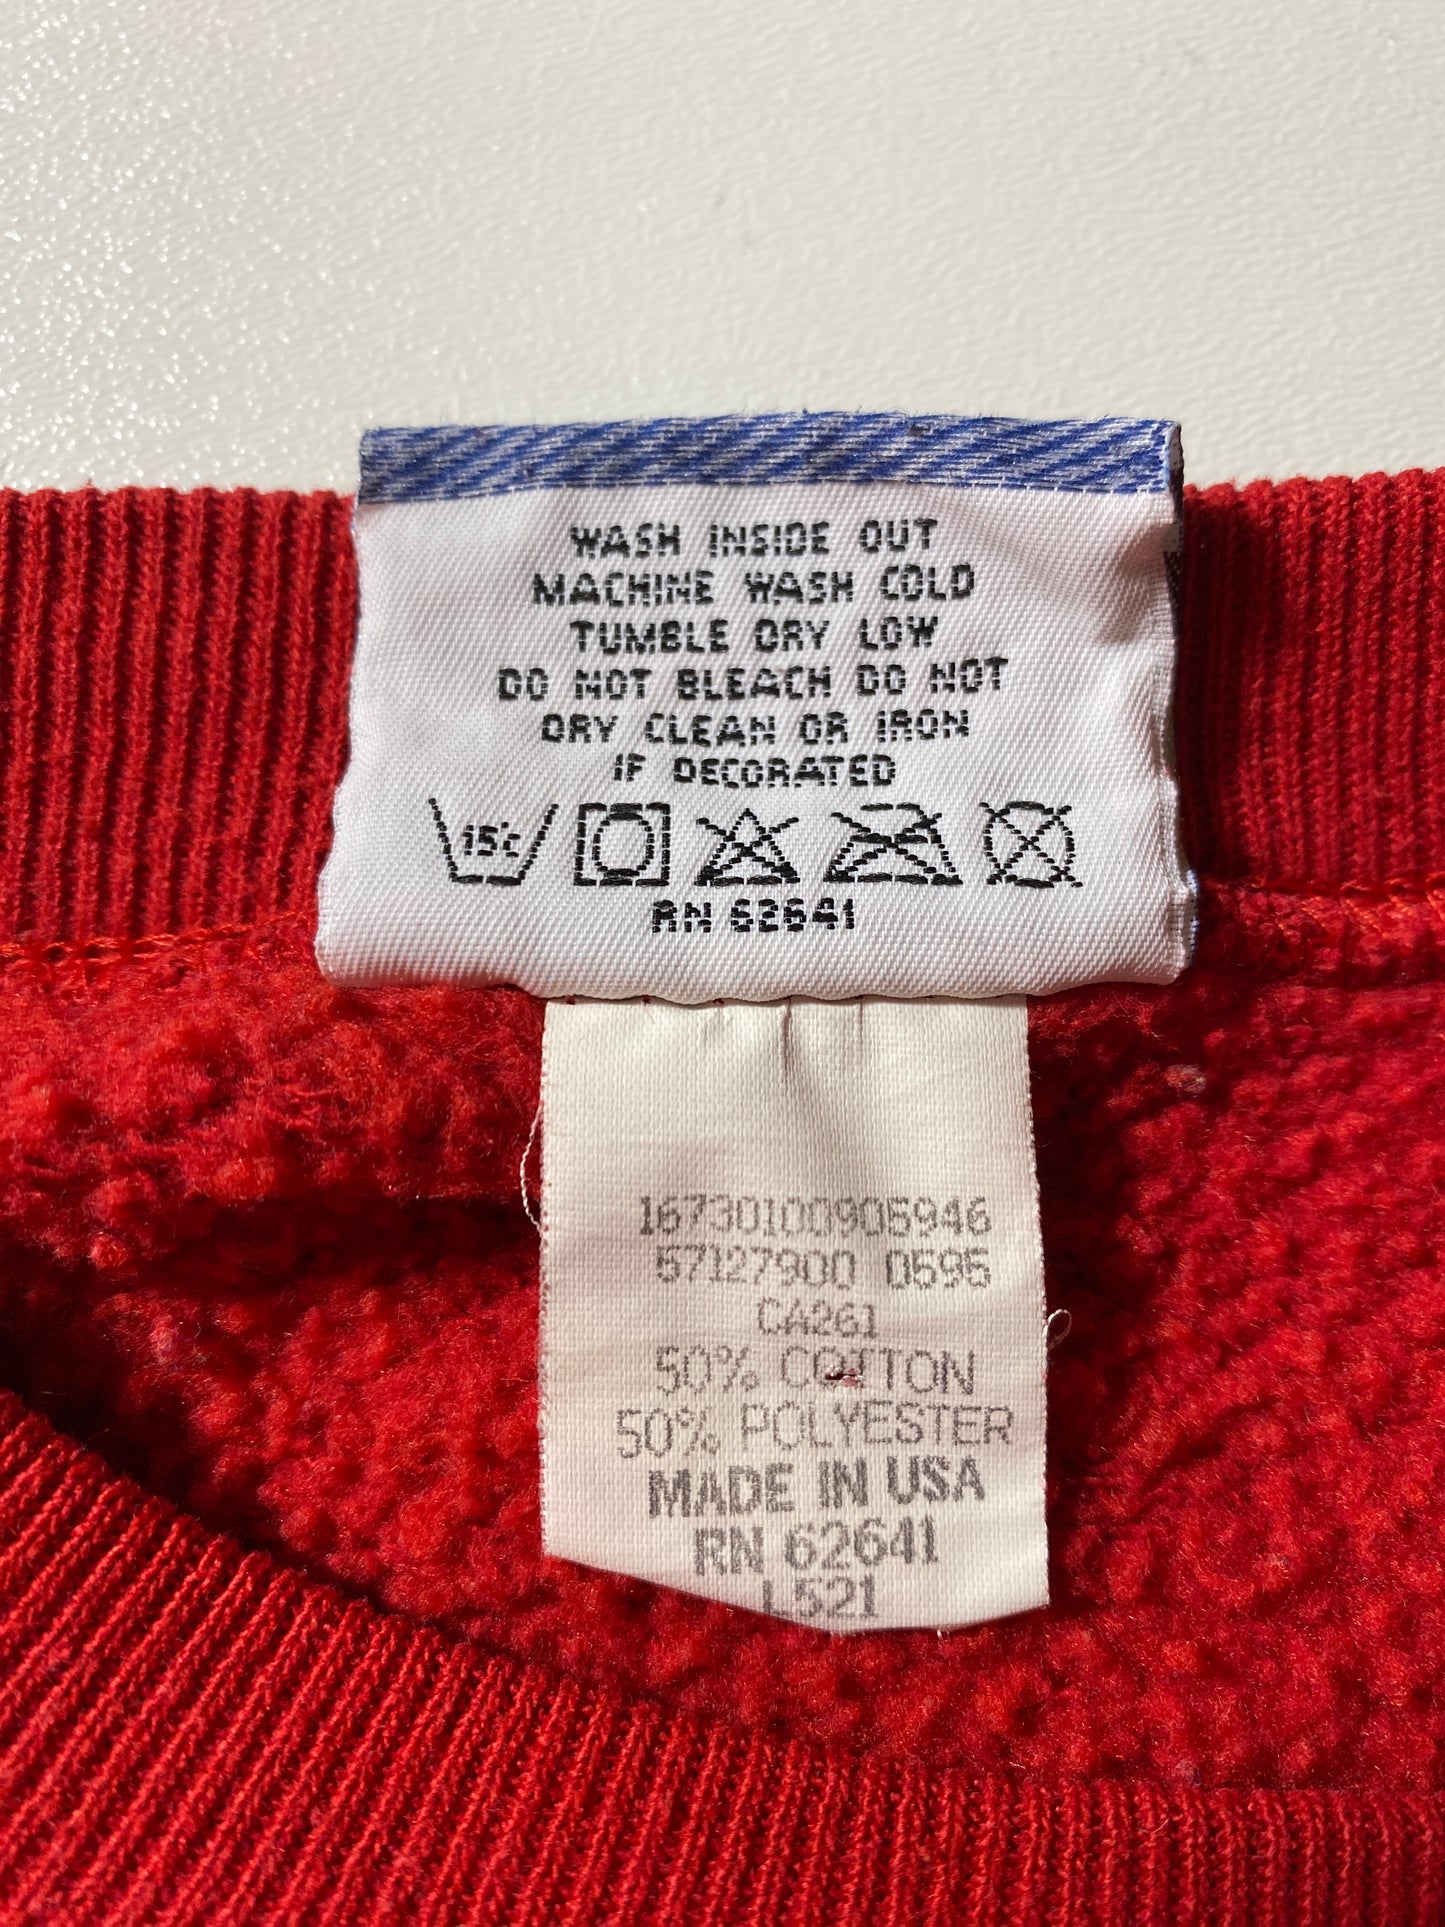 WASH INSIDE OUT
MACHINE WASH COLD
TUMBLE DRY LOW
DO NOT BLEACH DO NOT
DRY CLEAN OR IRON
IF DECORATED
15°C
RN 62641
16730100905946
57127900 0595
CA261
50% COTTON
50% POLYESTER
MADE IN USA
RN 62641
L521